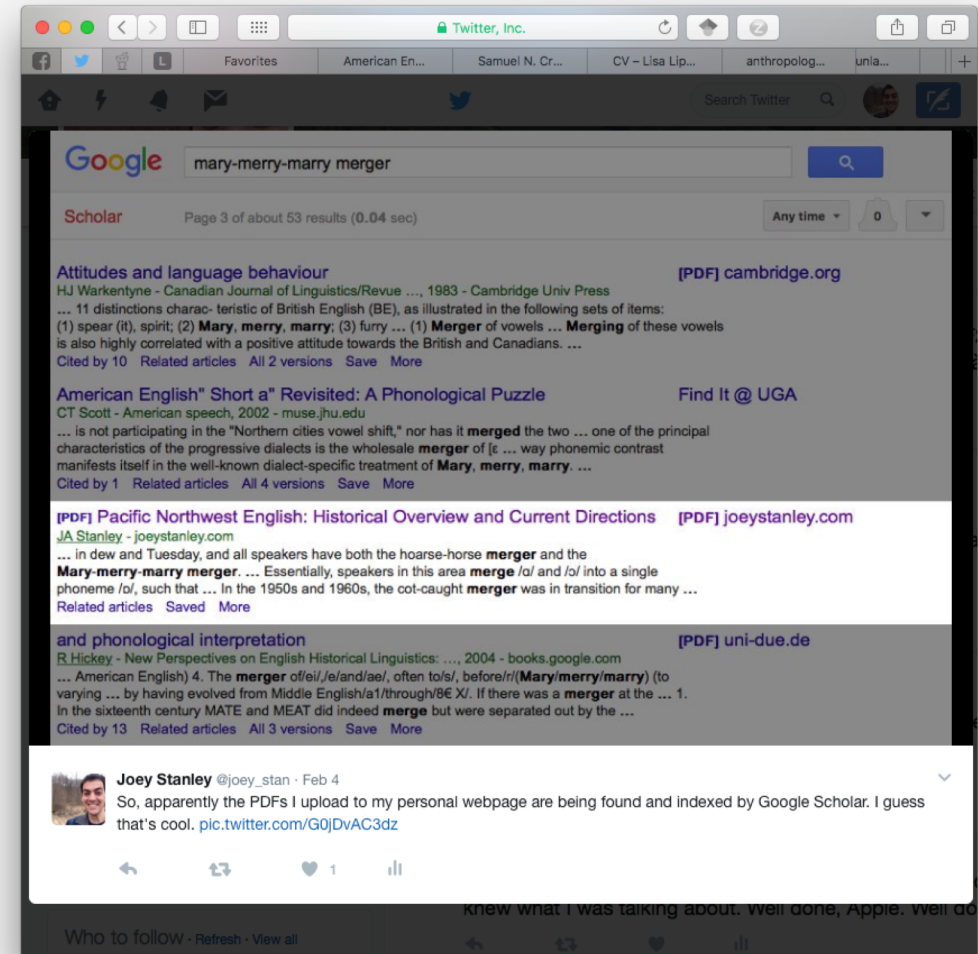 Twitter, Inc.
Favorites American En... Samuel N. Cr... CV – Lisa Lip... anthropolog... unla...
Search Twitter
Google mary-merry-marry merger
Scholar Page 3 of about 53 results (0.04 sec) Any time 0
Attitudes and language behaviour [PDF] cambridge.org
HJ Warkentyne - Canadian Journal of Linguistics/Revue ..., 1983 - Cambridge Univ Press
... 11 distinctions charac- teristic of British English (BE), as illustrated in the following sets of items:
(1) spear (it), spirit; (2) Mary, merry, marry; (3) furry ... (1) Merger of vowels ... Merging of these vowels
is also highly correlated with a positive attitude towards the British and Canadians. ...
Cited by 10 Related articles All 2 versions Save More
American English" Short a" Revisited: A Phonological Puzzle Find It @ UGA
CT Scott - American speech, 2002 - muse.jhu.edu
... is not participating in the "Northern cities vowel shift," nor has it merged the two ... one of the principal
characteristics of the progressive dialects is the wholesale merger of [ɛ ... way phonemic contrast
manifests itself in the well-known dialect-specific treatment of Mary, merry, marry. ...
Cited by 1 Related articles All 4 versions Save More
[PDF] Pacific Northwest English: Historical Overview and Current Directions [PDF] joeystanley.com
JA Stanley - joeystanley.com
... in dew and Tuesday, and all speakers have both the hoarse-horse merger and the
Mary-merry-marry merger. ... Essentially, speakers in this area merge /ɑ/ and /ɔ/ into a single
phoneme /ɒ/, such that ... In the 1950s and 1960s, the cot-caught merger was in transition for many ...
Related articles Saved More
and phonological interpretation [PDF] uni-due.de
R Hickey - New Perspectives on English Historical Linguistics: ..., 2004 - books.google.com
... American English) 4. The merger of/ei/,/e/and/ae/, often to/s/, before/r/(Mary/merry/marry) (to
varying ... by having evolved from Middle English/a1/through/8€ X/. If there was a merger at the ... 1.
In the sixteenth century MATE and MEAT did indeed merge but were separated out by the ...
Cited by 13 Related articles All 3 versions Save More
Joey Stanley @joey_stan · Feb 4
So, apparently the PDFs I upload to my personal webpage are being found and indexed by Google Scholar. I guess
that's cool. pic.twitter.com/G0jDvAC3dz
1
knew what I was talking about. Well done, Apple. Well do
Who to follow · Refresh · View all